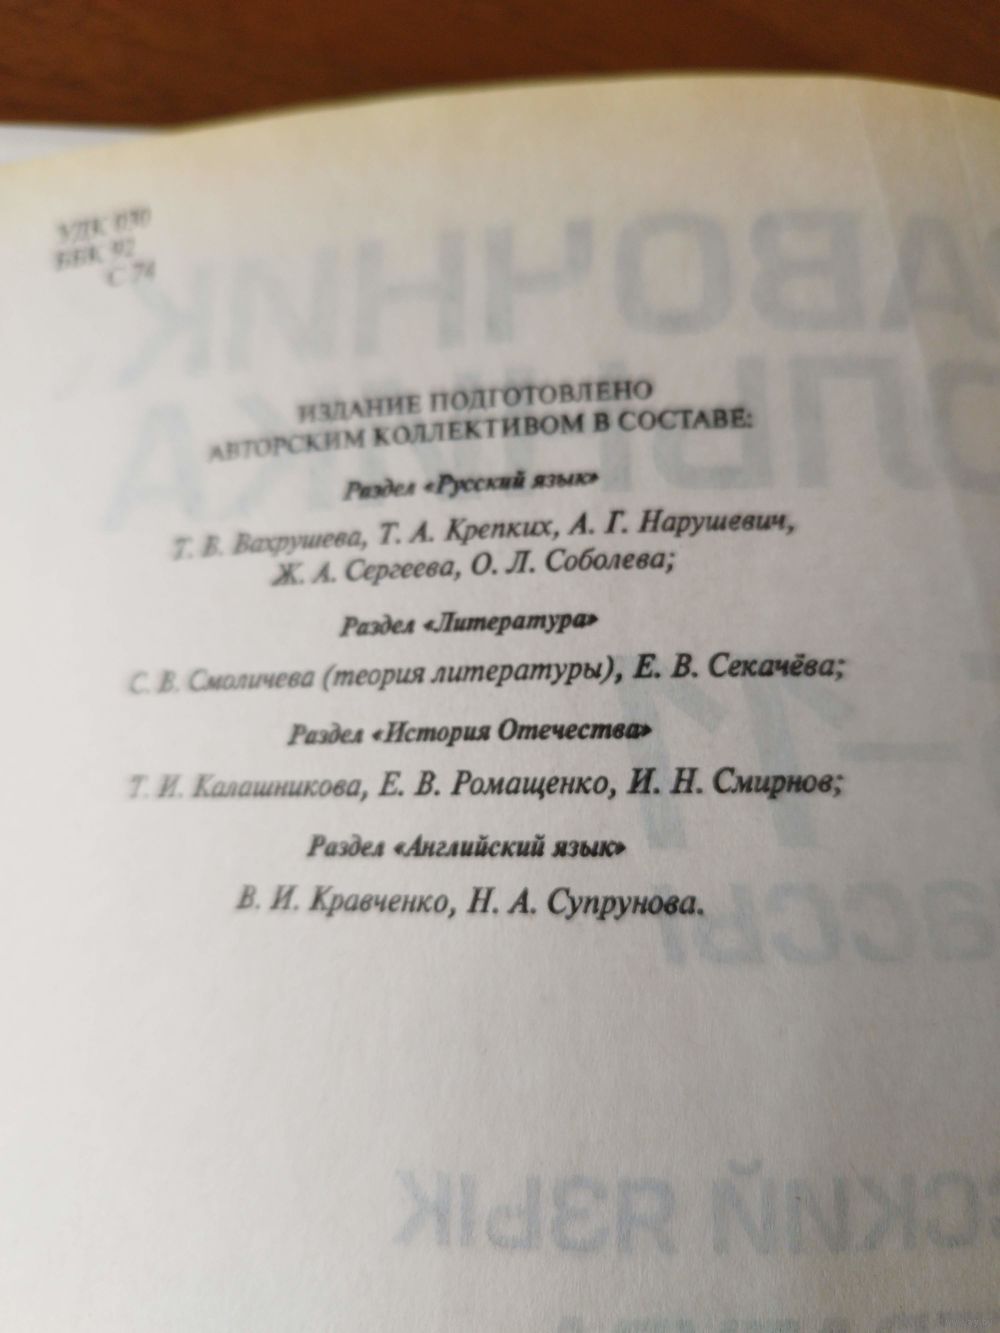 УДК 030
ББК 92
С 74
ИЗДАНИЕ ПОДГОТОВЛЕНО
АВТОРСКИМ КОЛЛЕКТИВОМ В СОСТАВЕ:
Раздел «Русский язык»
Т. В. Вахрушева, Т. А. Крепких, А. Г. Нарушевич,
Ж. А. Сергеева, О. Л. Соболева;
Раздел «Литература»
С. В. Смоличева (теория литературы), Е. В. Секачёва;
Раздел «История Отечества»
Т. И. Калашникова, Е. В. Ромащенко, И. Н. Смирнов;
Раздел «Английский язык»
В. И. Кравченко, Н. А. Супрунова.